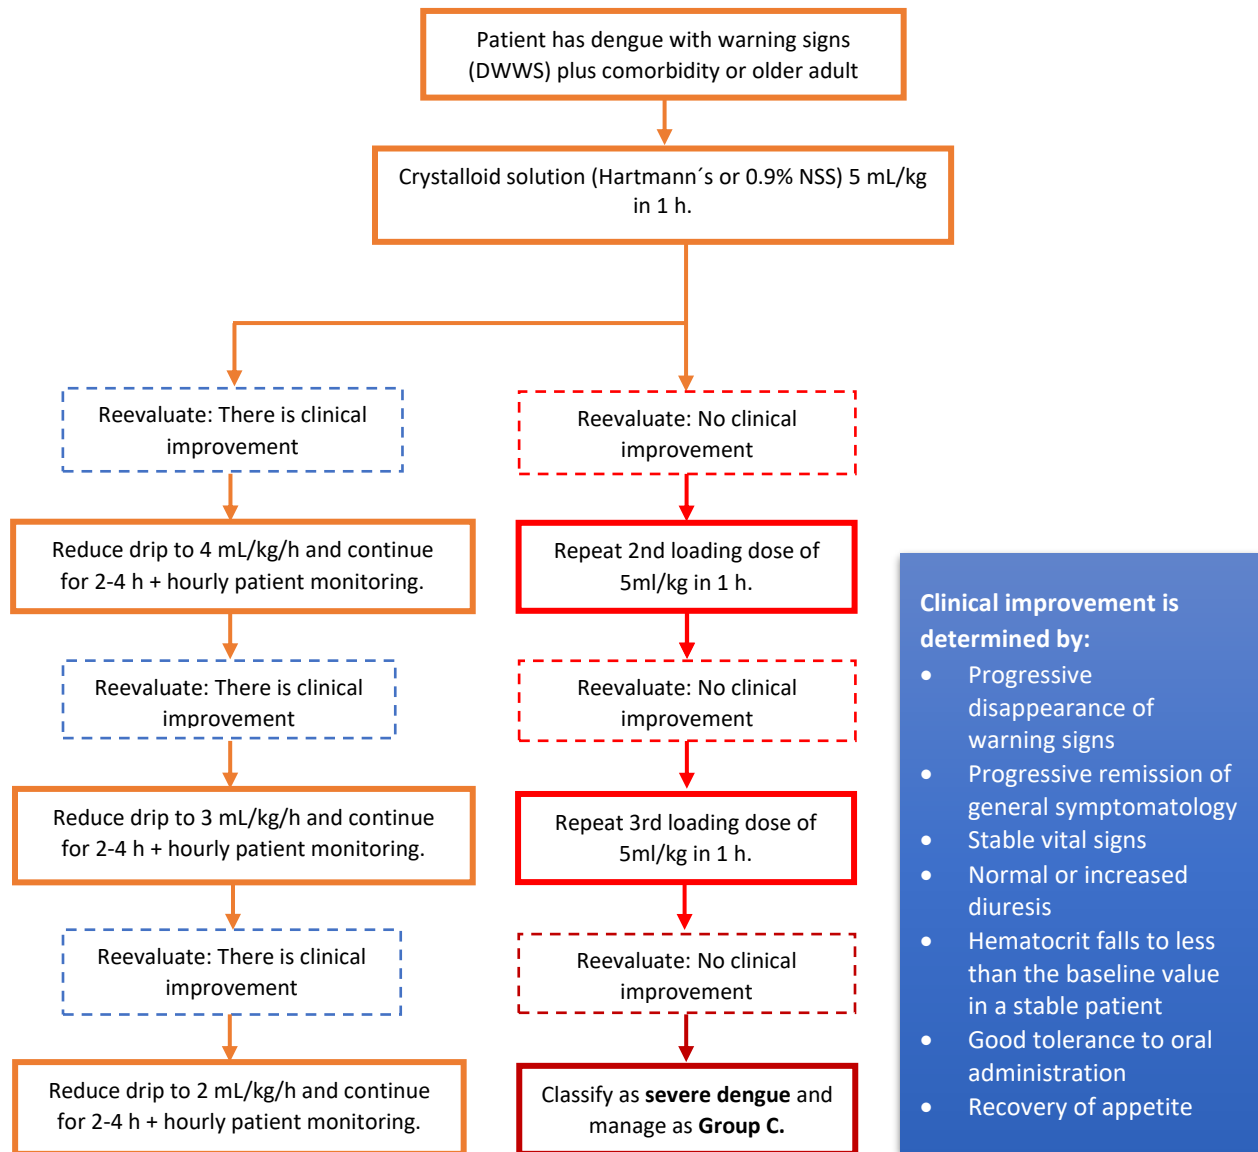 Patient has dengue with warning signs
(DWWS) plus comorbidity or older adult
Crystalloid solution (Hartmann´s or 0.9% NSS) 5 mL/kg
in 1 h.
Reevaluate: There is clinical
improvement
Reduce drip to 4 mL/kg/h and continue
for 2-4 h + hourly patient monitoring.
Reevaluate: There is clinical
improvement
Reduce drip to 3 mL/kg/h and continue
for 2-4 h + hourly patient monitoring.
Reevaluate: There is clinical
improvement
Reduce drip to 2 mL/kg/h and continue
for 2-4 h + hourly patient monitoring.
Reevaluate: No clinical
improvement
Repeat 2nd loading dose of
5ml/kg in 1 h.
Reevaluate: No clinical
improvement
Repeat 3rd loading dose of
5ml/kg in 1 h.
Reevaluate: No clinical
improvement
Classify as severe dengue and
manage as Group C.
Clinical improvement is
determined by:
• Progressive
disappearance of
warning signs
• Progressive remission of
general symptomatology
• Stable vital signs
• Normal or increased
diuresis
• Hematocrit falls to less
than the baseline value
in a stable patient
• Good tolerance to oral
administration
• Recovery of appetite